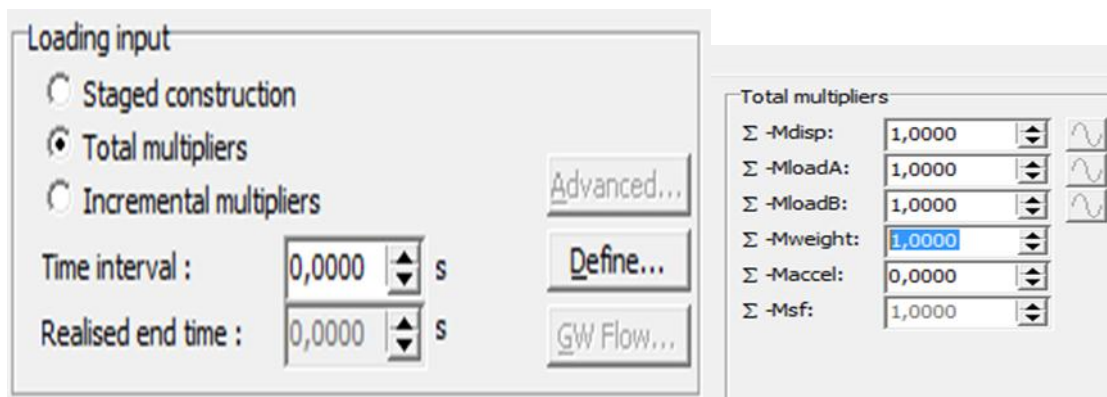 Loading input
Staged construction
Total multipliers
Incremental multipliers
Advanced...
Time interval : 0,0000 s
Define...
Realised end time : 0,0000 s
GW Flow...
Total multipliers
Σ -Mdisp: 1,0000
Σ -MloadA: 1,0000
Σ -MloadB: 1,0000
Σ -Mweight: 1,0000
Σ -Maccel: 0,0000
Σ -Msf: 1,0000